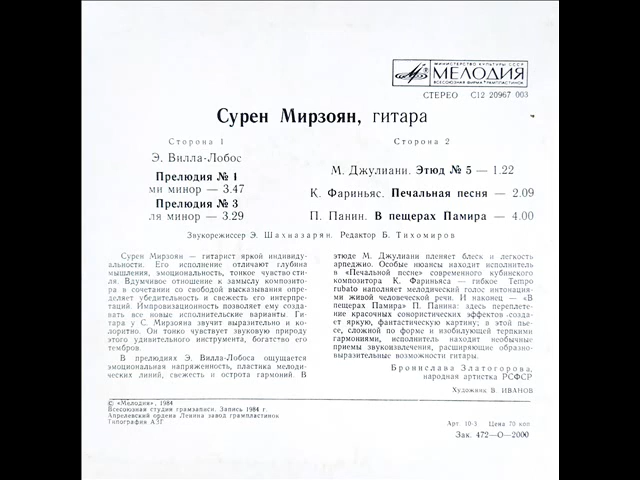 МИНИСТЕРСТВО КУЛЬТУРЫ СССР
МЕЛОДИЯ
ВСЕСОЮЗНАЯ ФИРМА ГРАМПЛАСТИНОК
СТЕРЕО С12 20967 003
Сурен Мирзоян, гитара
Сторона 1
Э. Вилла-Лобос
Прелюдия № 1
ми минор — 3.47
Прелюдия № 3
ля минор — 3.29
Сторона 2
М. Джулиани. Этюд № 5 — 1.22
К. Фариньяс. Печальная песня — 2.09
П. Панин. В пещерах Памира — 4.00
Звукорежиссер Э. Шахназарян. Редактор Б. Тихомиров
Сурен Мирзоян — гитарист яркой индивиду-
альности. Его исполнение отличают глубина
мышления, эмоциональность, тонкое чувство сти-
ля. Вдумчивое отношение к замыслу композито-
ра в сочетании со свободой высказывания опре-
деляет убедительность и свежесть его интерпре-
таций. Импровизационность позволяет ему созда-
вать все новые исполнительские варианты. Ги-
тара у С. Мирзояна звучит выразительно и ко-
лоритно. Он тонко чувствует звуковую природу
этого удивительного инструмента, богатство его
тембров.
В прелюдиях Э. Вилла-Лобоса ощущается
эмоциональная напряженность, пластика мелоди-
ческих линий, свежесть и острота гармоний. В
этюде М. Джулиани пленяет блеск и легкость
арпеджио. Особые нюансы находит исполнитель
в «Печальной песне» современного кубинского
композитора К. Фариньяса — гибкое Tempo
rubato наполняет мелодический голос интонация-
ми живой человеческой речи. И наконец — «В
пещерах Памира» П. Панина: здесь переплете-
ние красочных сонористических эффектов созда-
ет яркую, фантастическую картину; в этой пье-
се, сложной по форме и изобилующей терпкими
гармониями, исполнитель находит необычные
приемы звукоизвлечения, расширяющие образно-
выразительные возможности гитары.
Бронислава Златогорова,
народная артистка РСФСР
Художник В. ИВАНОВ
© «Мелодия», 1984
Всесоюзная студия грамзаписи. Запись 1984 г.
Апрелевский ордена Ленина завод грампластинок
Типография АЗГ
Арт. 10-5 Цена 70 коп
Зак. 472—О—2000